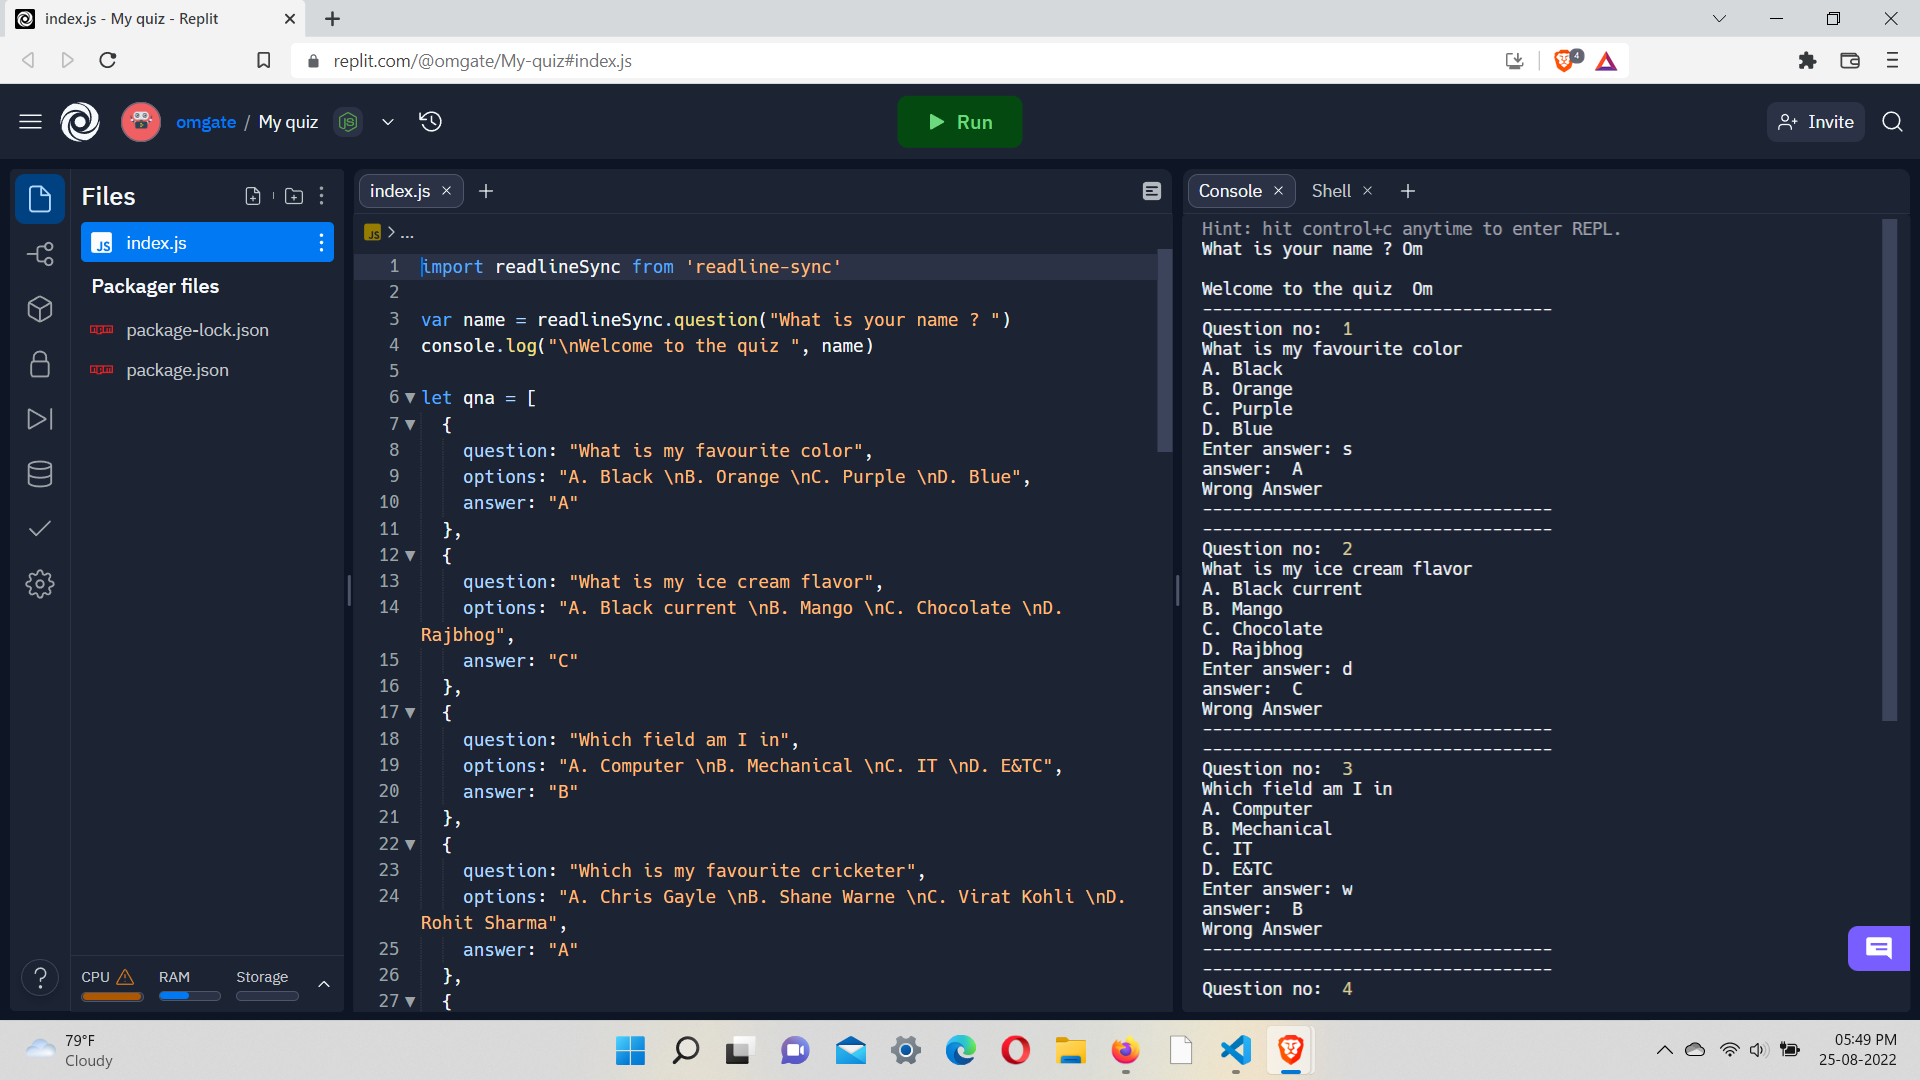 index.js - My quiz - Replit
replit.com/@omgate/My-quiz#index.js
4
omgate / My quiz
Run
Invite
Files
index.js
Packager files
package-lock.json
package.json
CPU
RAM
Storage
index.js
JS > ...
1 import readlineSync from 'readline-sync'
2
3 var name = readlineSync.question("What is your name ? ")
4 console.log("\nWelcome to the quiz ", name)
5
6 let qna = [
7 {
8 question: "What is my favourite color",
9 options: "A. Black \nB. Orange \nC. Purple \nD. Blue",
10 answer: "A"
11 },
12 {
13 question: "What is my ice cream flavor",
14 options: "A. Black current \nB. Mango \nC. Chocolate \nD.
Rajbhog",
15 answer: "C"
16 },
17 {
18 question: "Which field am I in",
19 options: "A. Computer \nB. Mechanical \nC. IT \nD. E&TC",
20 answer: "B"
21 },
22 {
23 question: "Which is my favourite cricketer",
24 options: "A. Chris Gayle \nB. Shane Warne \nC. Virat Kohli \nD.
Rohit Sharma",
25 answer: "A"
26 },
27 {
Console
Shell
Hint: hit control+c anytime to enter REPL.
What is your name ? Om
Welcome to the quiz  Om
-----------------------------------
Question no:  1
What is my favourite color
A. Black
B. Orange
C. Purple
D. Blue
Enter answer: s
answer:  A
Wrong Answer
-----------------------------------
-----------------------------------
Question no:  2
What is my ice cream flavor
A. Black current
B. Mango
C. Chocolate
D. Rajbhog
Enter answer: d
answer:  C
Wrong Answer
-----------------------------------
-----------------------------------
Question no:  3
Which field am I in
A. Computer
B. Mechanical
C. IT
D. E&TC
Enter answer: w
answer:  B
Wrong Answer
-----------------------------------
-----------------------------------
Question no:  4
79°F
Cloudy
05:49 PM
25-08-2022